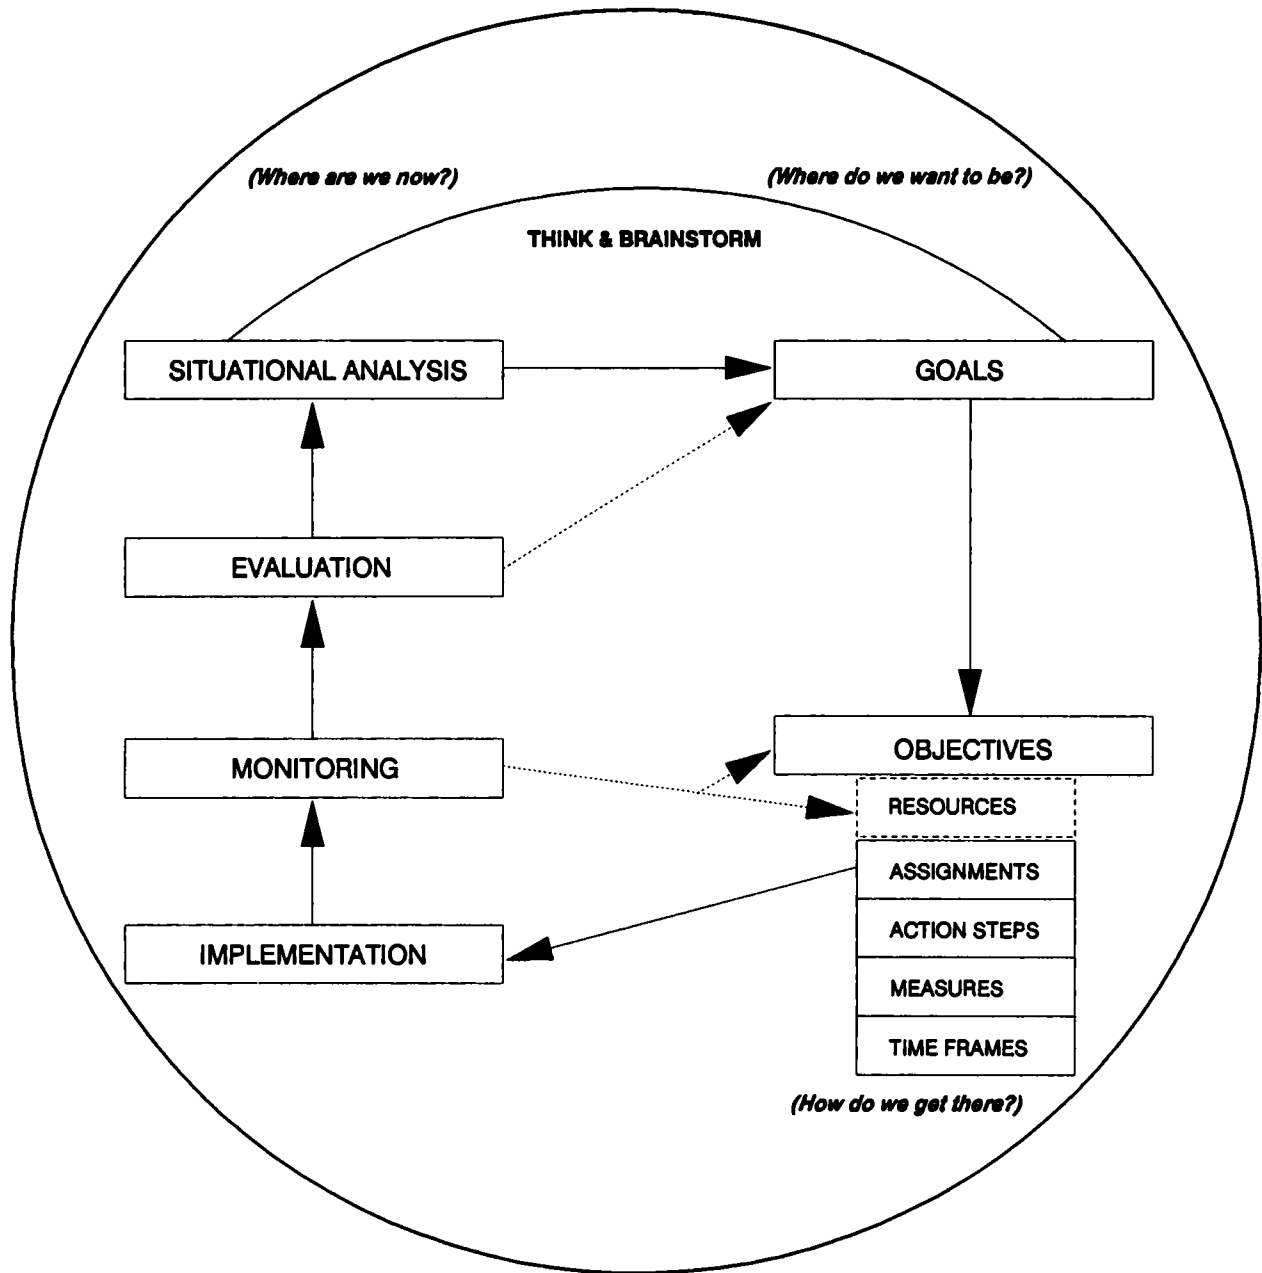 (Where are we now?)
(Where do we want to be?)
THINK & BRAINSTORM
SITUATIONAL ANALYSIS
GOALS
EVALUATION
OBJECTIVES
MONITORING
RESOURCES
ASSIGNMENTS
ACTION STEPS
IMPLEMENTATION
MEASURES
TIME FRAMES
(How do we get there?)